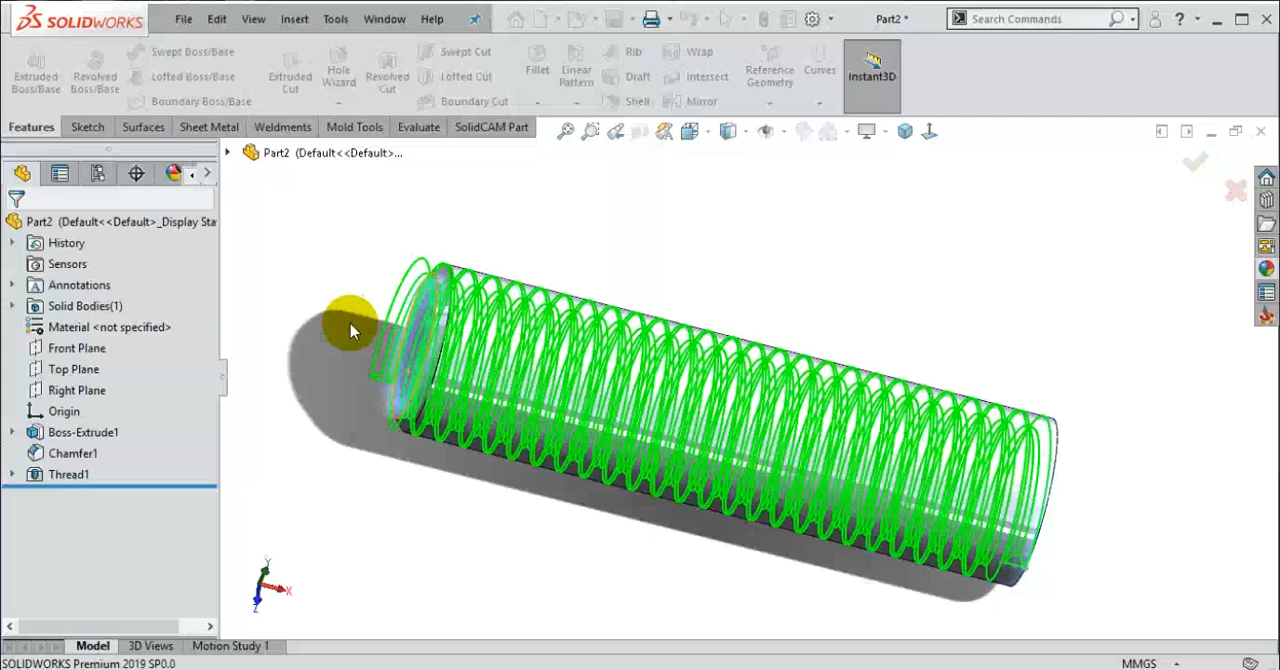 SOLIDWORKS File Edit View Insert Tools Window Help Part2 * Search Commands ?
Extruded Boss/Base
Revolved Boss/Base
Swept Boss/Base
Lofted Boss/Base
Boundary Boss/Base
Extruded Cut
Hole Wizard
Revolved Cut
Swept Cut
Lofted Cut
Boundary Cut
Fillet
Linear Pattern
Rib
Draft
Shell
Wrap
Intersect
Mirror
Reference Geometry
Curves
Instant3D
Features Sketch Surfaces Sheet Metal Weldments Mold Tools Evaluate SolidCAM Part
Part2 (Default<<Default>...
Part2 (Default<<Default>_Display Sta
History
Sensors
Annotations
Solid Bodies(1)
Material <not specified>
Front Plane
Top Plane
Right Plane
Origin
Boss-Extrude1
Chamfer1
Thread1
Y
X
Z
Model 3D Views Motion Study 1
SOLIDWORKS Premium 2019 SP0.0 MMGS